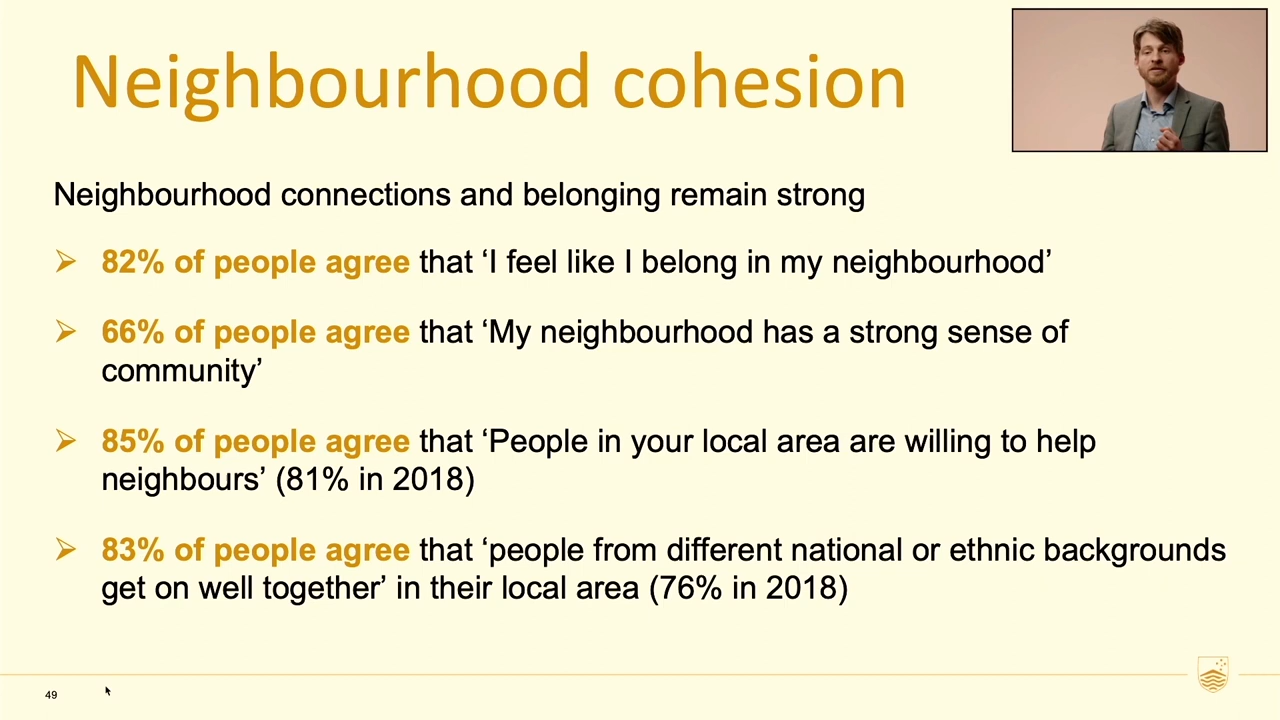 Neighbourhood cohesion
Neighbourhood connections and belonging remain strong
82% of people agree that ‘I feel like I belong in my neighbourhood’
66% of people agree that ‘My neighbourhood has a strong sense of
community’
85% of people agree that ‘People in your local area are willing to help
neighbours’ (81% in 2018)
83% of people agree that ‘people from different national or ethnic backgrounds
get on well together’ in their local area (76% in 2018)
49